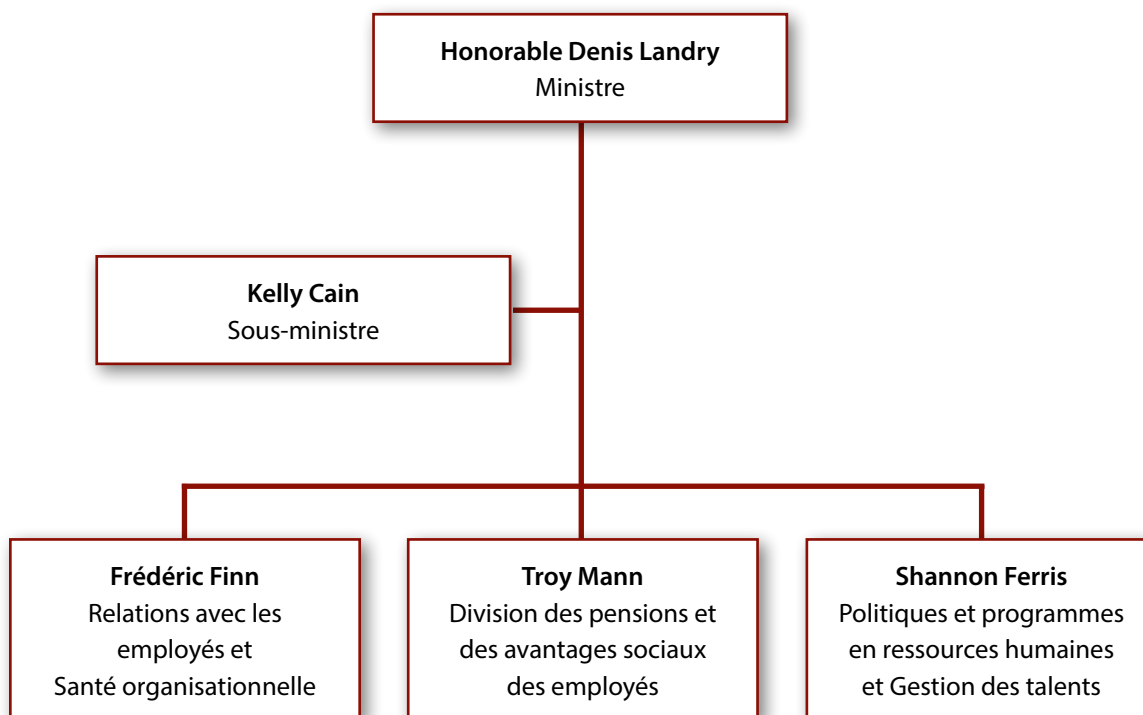 Honorable Denis Landry
Ministre
Kelly Cain
Sous-ministre
Frédéric Finn
Relations avec les
employés et
Santé organisationnelle
Troy Mann
Division des pensions et
des avantages sociaux
des employés
Shannon Ferris
Politiques et programmes
en ressources humaines
et Gestion des talents